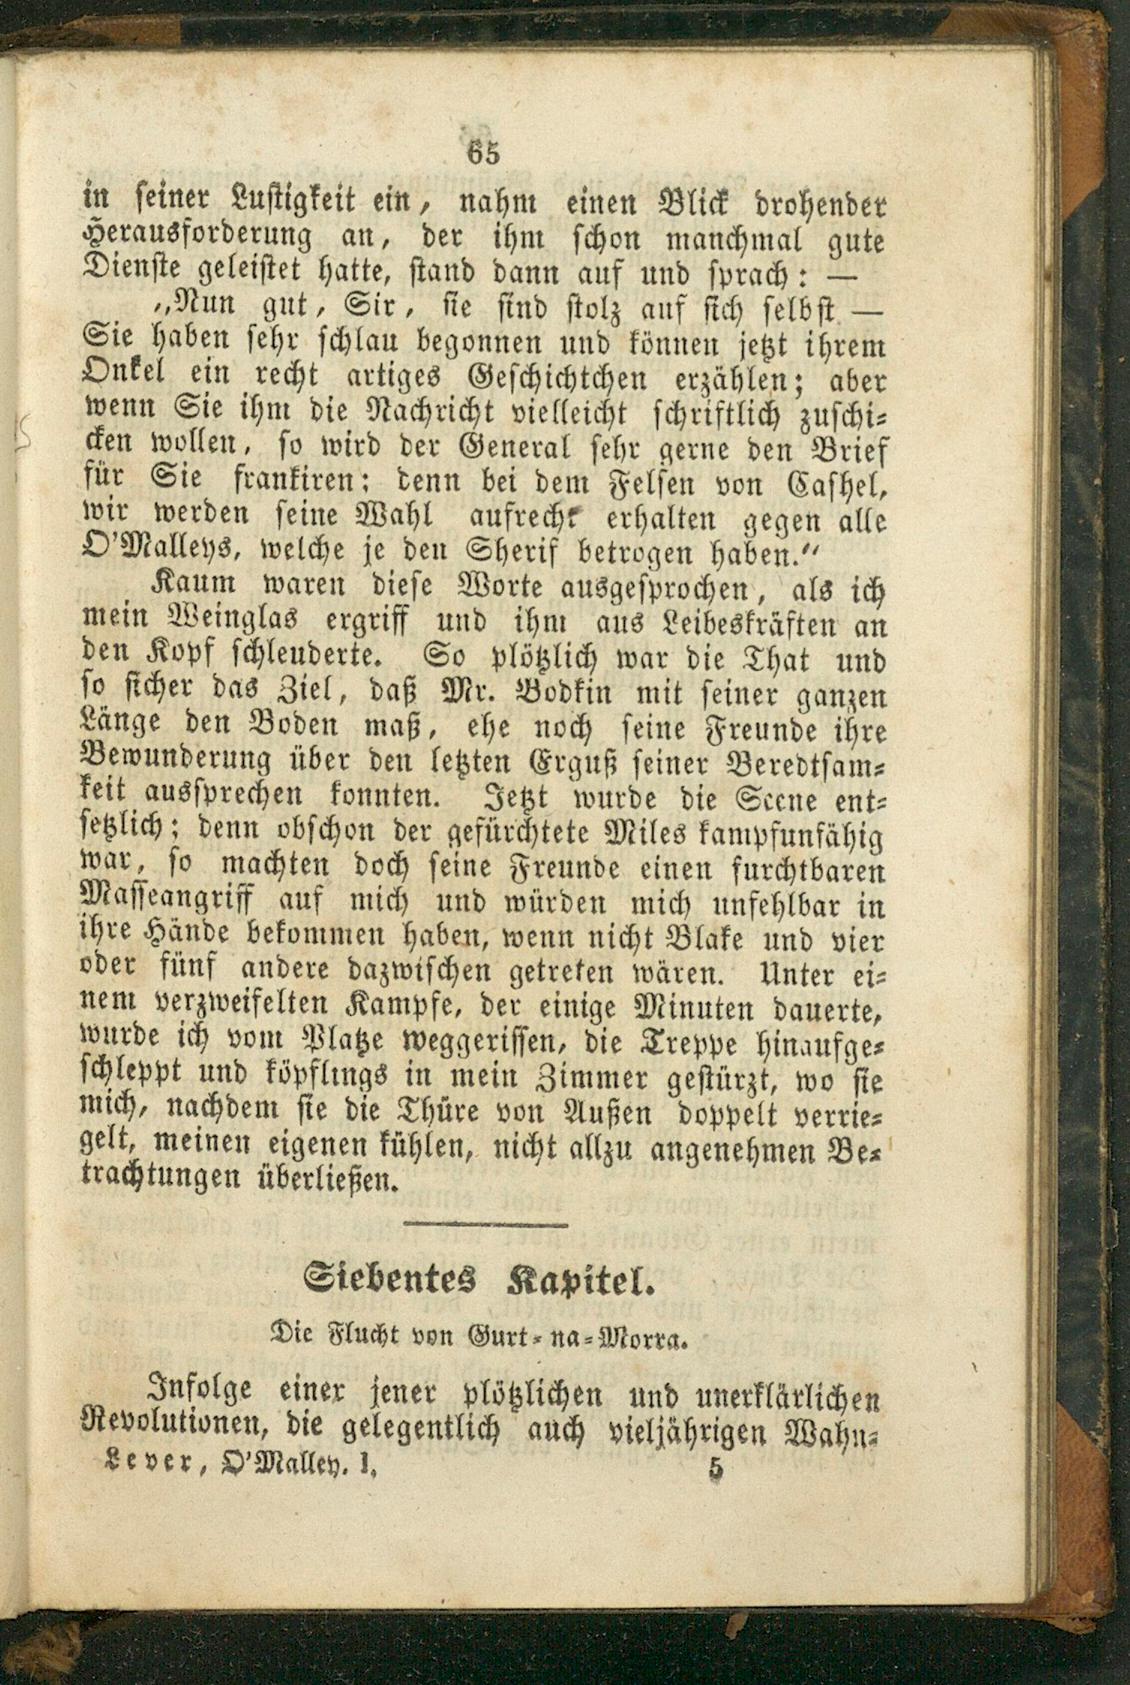 65
in seiner Lustigkeit ein, nahm einen Blick drohender
Herausforderung an, der ihm schon manchmal gute
Dienste geleistet hatte, stand dann auf und sprach: —
„Nun gut, Sir, sie sind stolz auf sich selbst —
Sie haben sehr schlau begonnen und können jetzt ihrem
Onkel ein recht artiges Geschichtchen erzählen; aber
wenn Sie ihm die Nachricht vielleicht schriftlich zuschi-
cken wollen, so wird der General sehr gerne den Brief
für Sie frankiren: denn bei dem Felsen von Cashel,
wir werden seine Wahl aufrecht erhalten gegen alle
O'Malleys, welche je den Sherif betrogen haben."
Kaum waren diese Worte ausgesprochen, als ich
mein Weinglas ergriff und ihm aus Leibeskräften an
den Kopf schleuderte. So plötzlich war die That und
so sicher das Ziel, daß Mr. Bodkin mit seiner ganzen
Länge den Boden maß, ehe noch seine Freunde ihre
Bewunderung über den letzten Erguß seiner Beredtsam-
keit aussprechen konnten. Jetzt wurde die Scene ent-
setzlich; denn obschon der gefürchtete Miles kampfunfähig
war, so machten doch seine Freunde einen furchtbaren
Masseangriff auf mich und würden mich unfehlbar in
ihre Hände bekommen haben, wenn nicht Blake und vier
oder fünf andere dazwischen getreten wären. Unter ei-
nem verzweifelten Kampfe, der einige Minuten dauerte,
wurde ich vom Platze weggerissen, die Treppe hinaufge-
schleppt und köpflings in mein Zimmer gestürzt, wo sie
mich, nachdem sie die Thüre von Außen doppelt verrie-
gelt, meinen eigenen kühlen, nicht allzu angenehmen Be-
trachtungen überließen.
Siebentes Kapitel.
Die Flucht von Gurt-na-Morra.
Infolge einer jener plötzlichen und unerklärlichen
Revolutionen, die gelegentlich auch vieljährigen Wahn-
Lever, O'Malley. I. 5